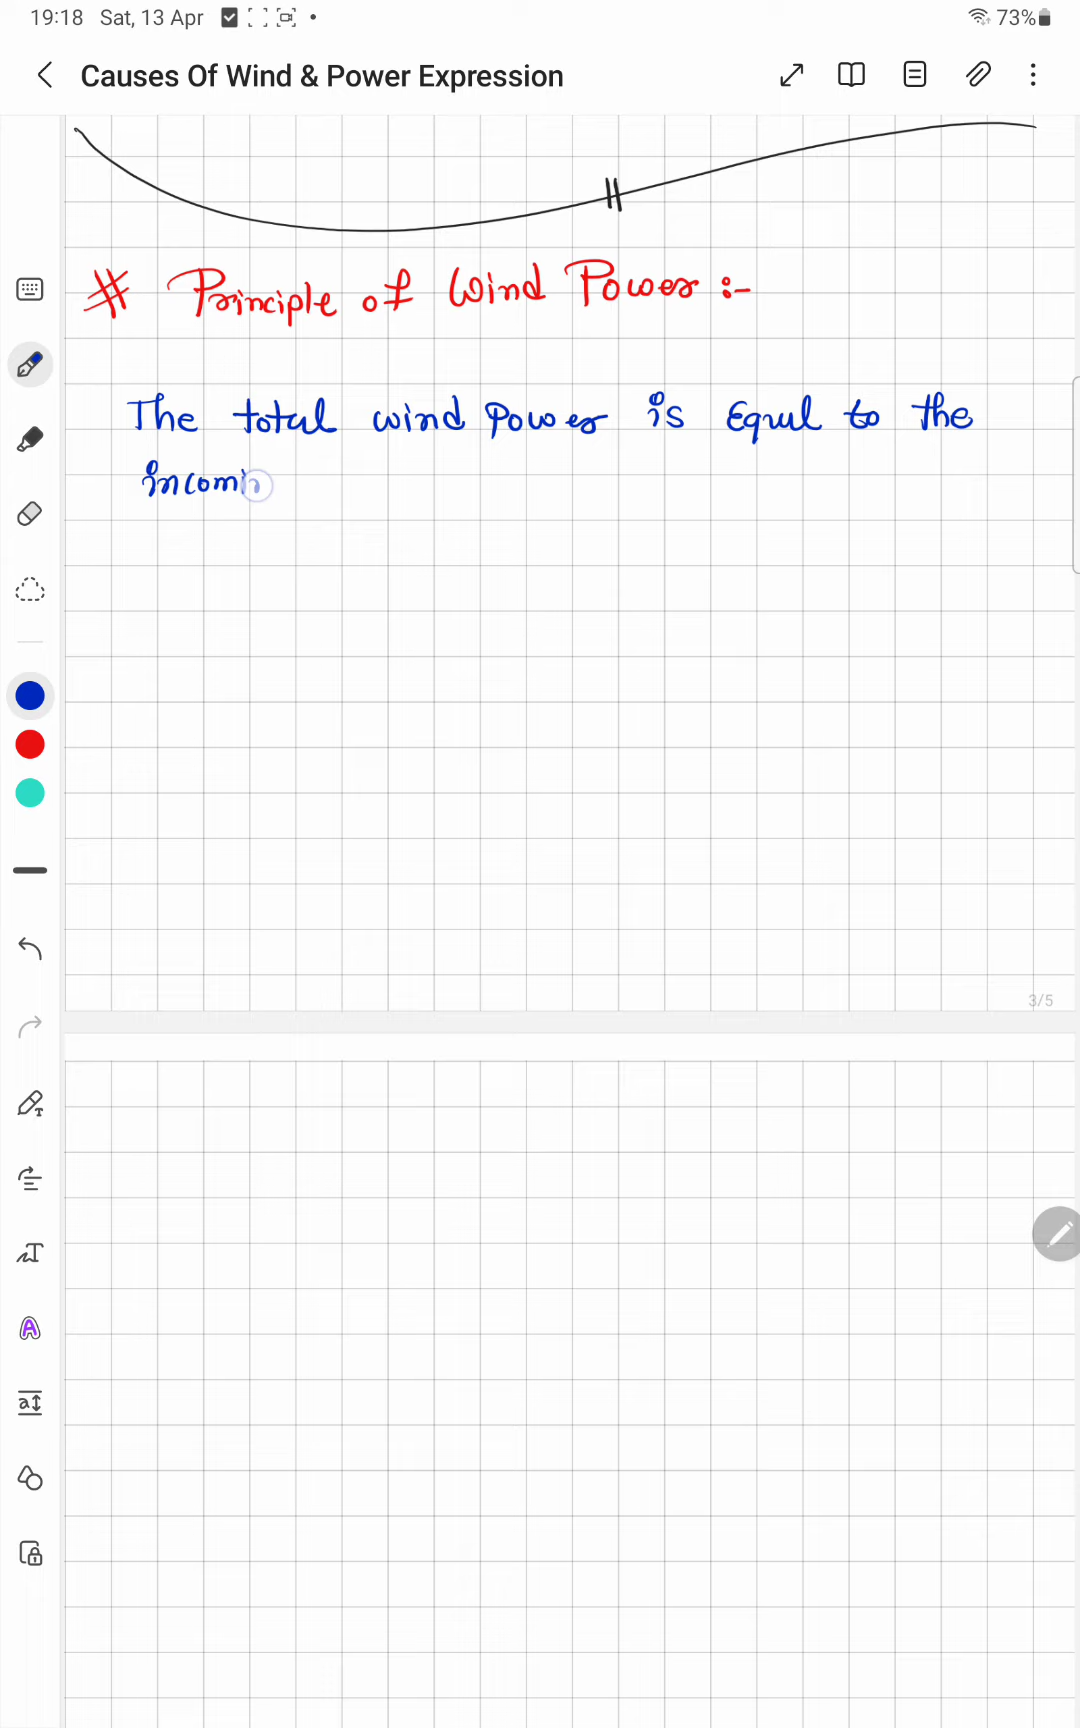 19:18 Sat, 13 Apr
73%
Causes Of Wind & Power Expression
# Principle of Wind Power :-
The total wind Power is Equal to the
incomin
3/5